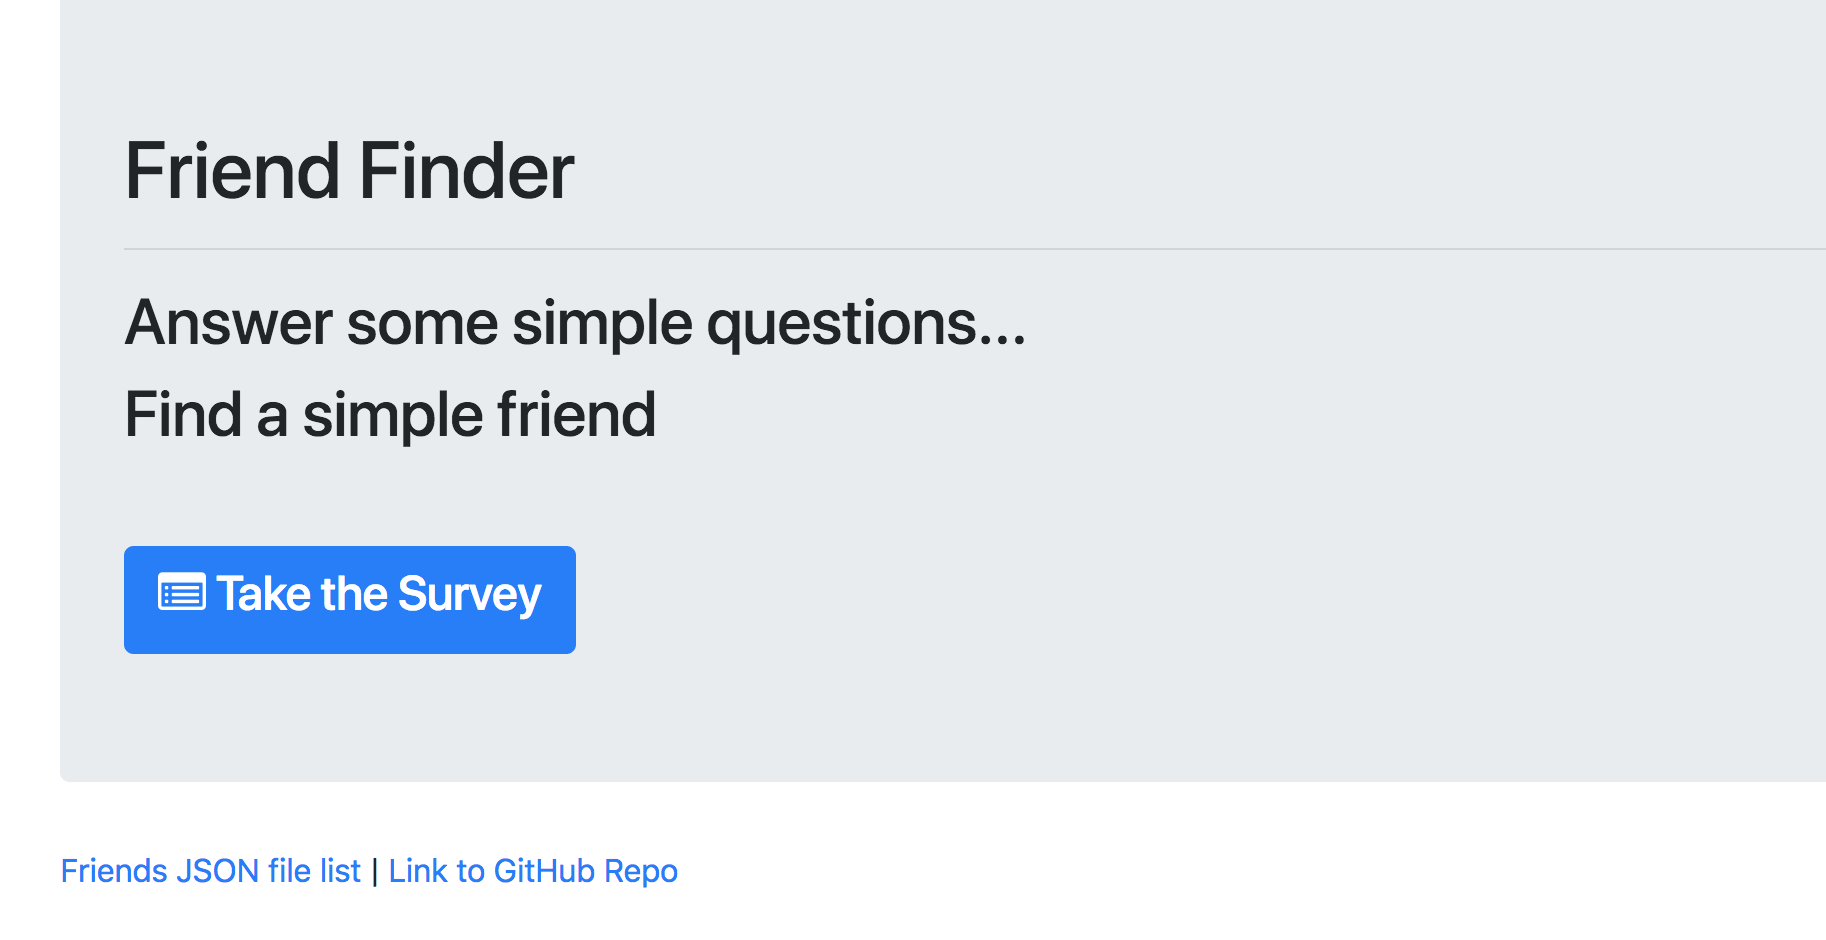 Friend Finder
Answer some simple questions...
Find a simple friend
Take the Survey
Friends JSON file list | Link to GitHub Repo